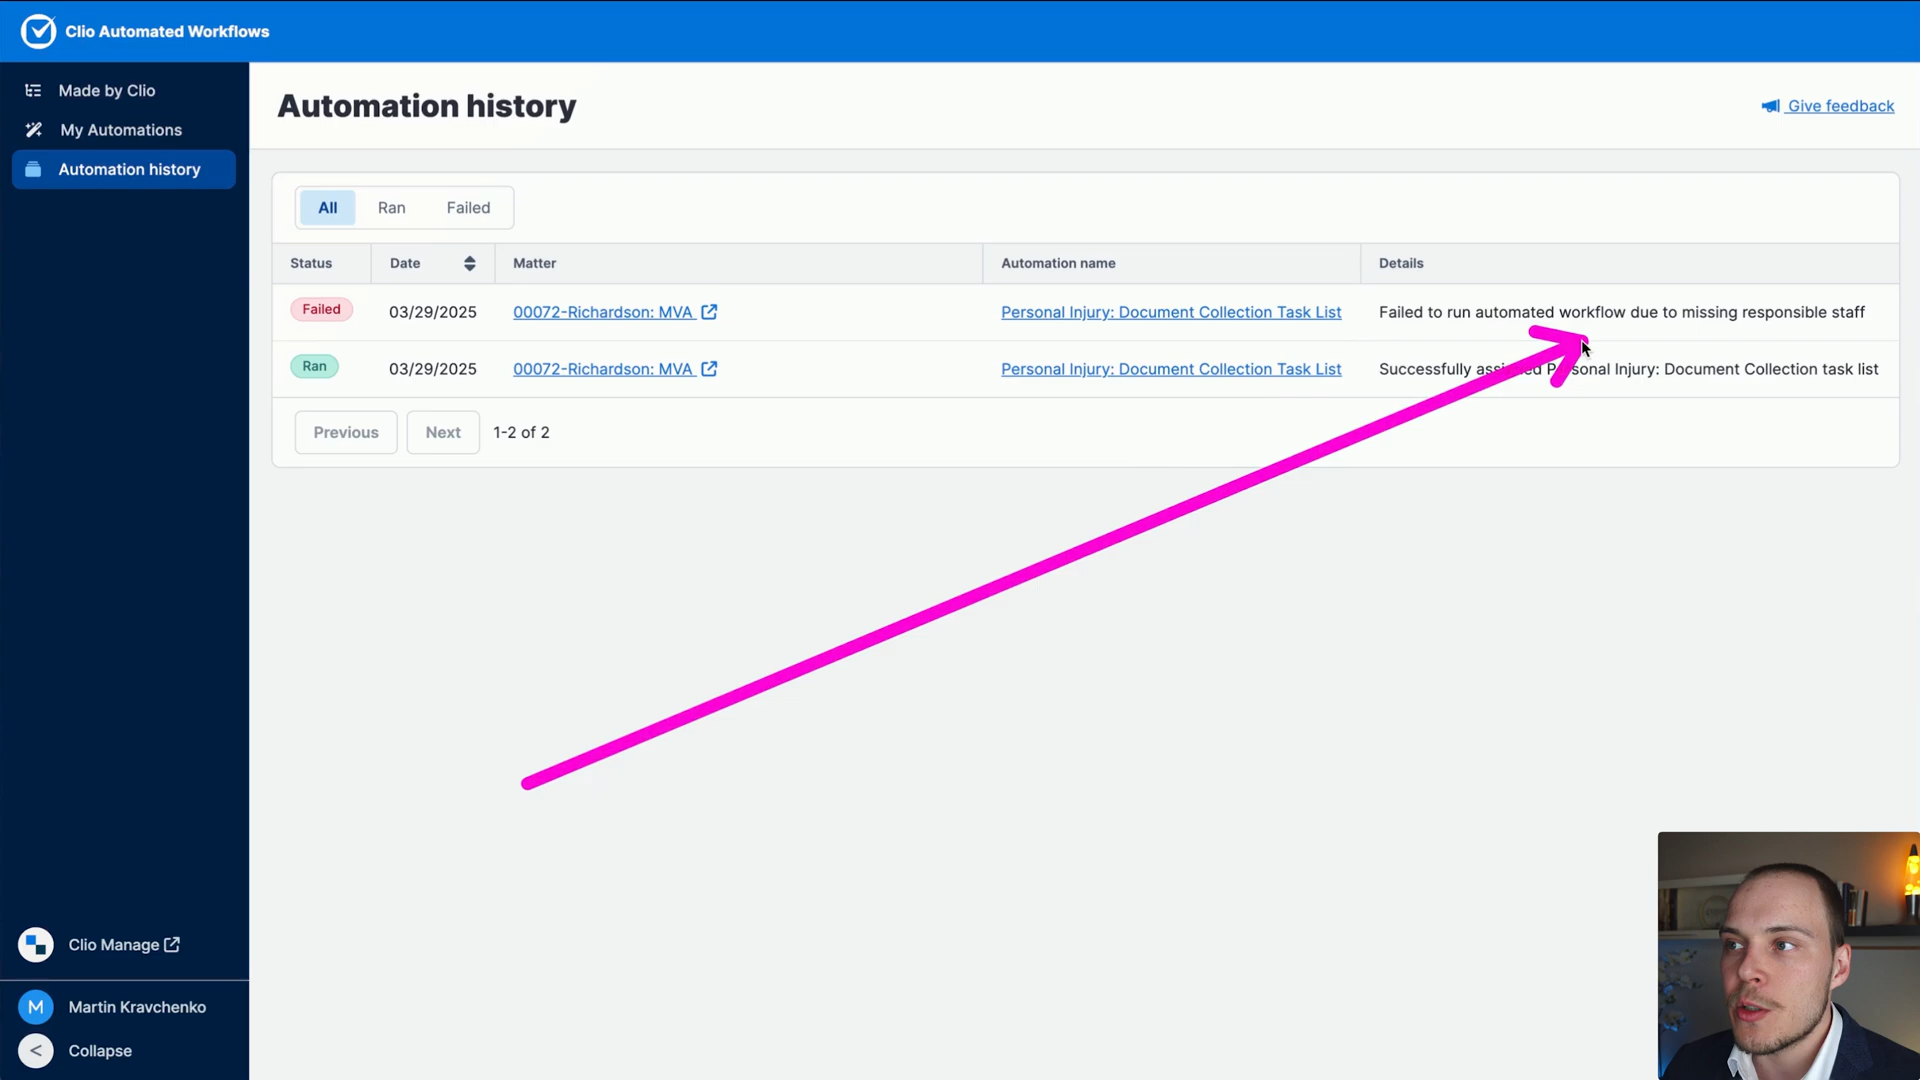 Clio Automated Workflows
Made by Clio
My Automations
Automation history
Automation history
Give feedback
All Ran Failed
Status Date Matter Automation name Details
Failed 03/29/2025 00072-Richardson: MVA Personal Injury: Document Collection Task List Failed to run automated workflow due to missing responsible staff
Ran 03/29/2025 00072-Richardson: MVA Personal Injury: Document Collection Task List Successfully assigned Personal Injury: Document Collection task list
Previous Next 1-2 of 2
Clio Manage
M Martin Kravchenko
< Collapse